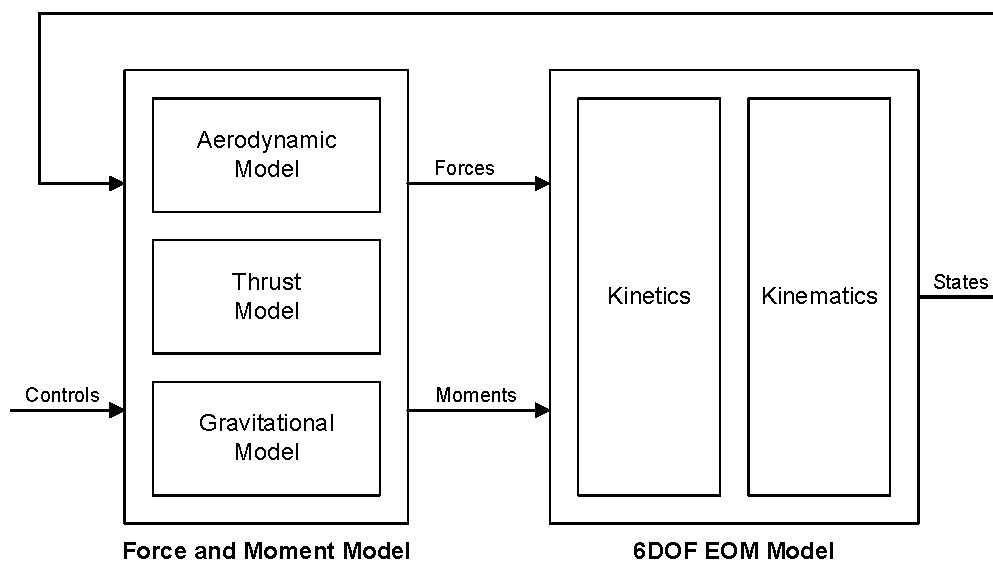 Aerodynamic
Model
Forces
Thrust
Model
Kinetics
Kinematics
States
Controls
Moments
Gravitational
Model
Force and Moment Model
6DOF EOM Model